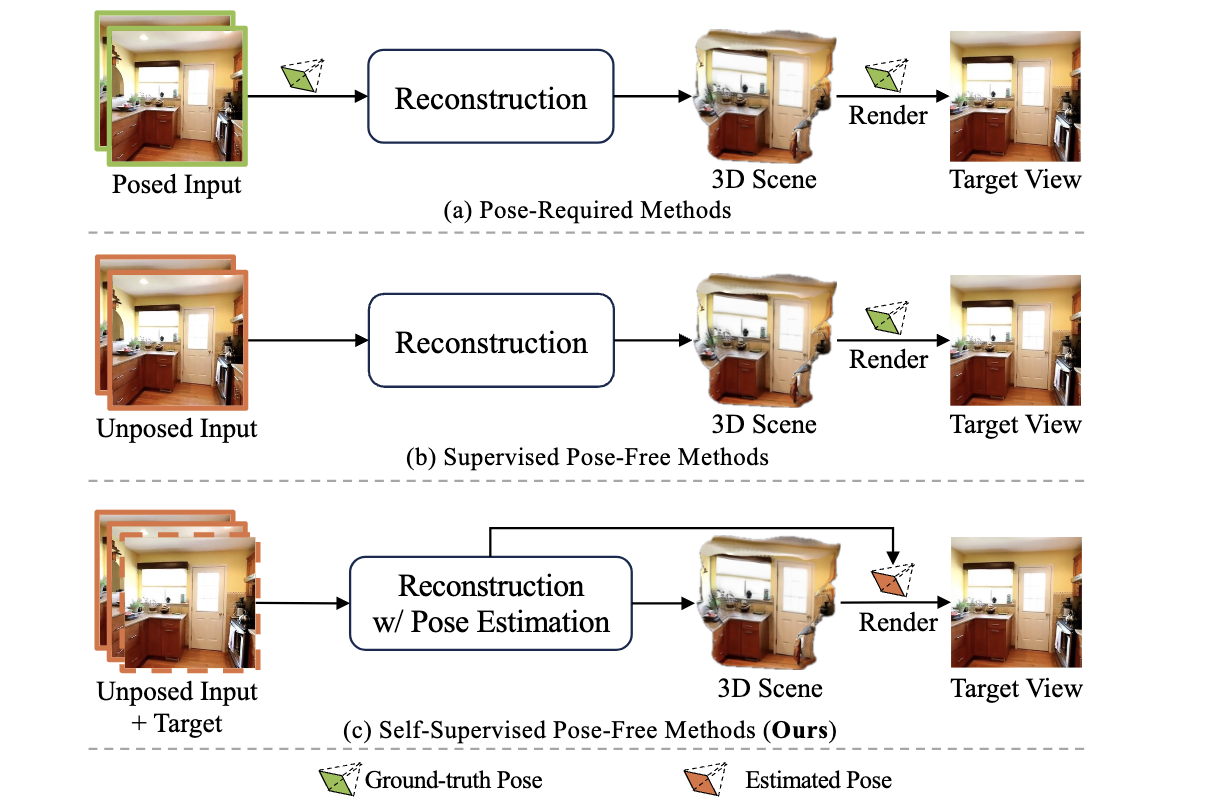 Reconstruction
Render
Posed Input
3D Scene
Target View
(a) Pose-Required Methods
Reconstruction
Render
Unposed Input
3D Scene
Target View
(b) Supervised Pose-Free Methods
Reconstruction
w/ Pose Estimation
Render
Unposed Input
+ Target
3D Scene
Target View
(c) Self-Supervised Pose-Free Methods (Ours)
Ground-truth Pose
Estimated Pose